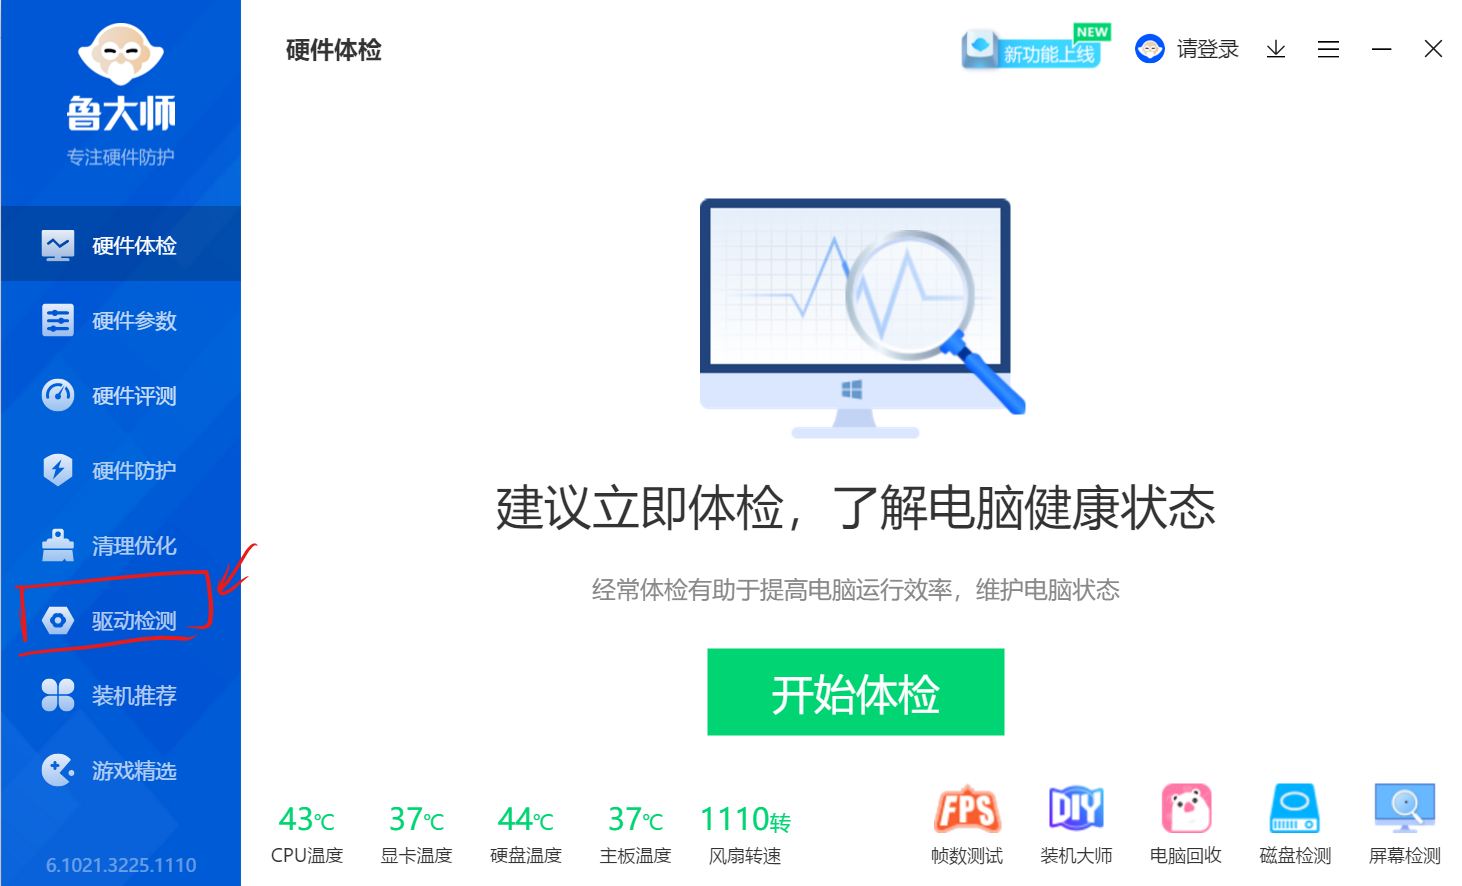 硬件体检
新功能上线
NEW
请登录
鲁大师
专注硬件防护
硬件体检
硬件参数
硬件评测
硬件防护
清理优化
驱动检测
装机推荐
游戏精选
6.1021.3225.1110
建议立即体检，了解电脑健康状态
经常体检有助于提高电脑运行效率，维护电脑状态
开始体检
43℃ 37℃ 44℃ 37℃ 1110转
CPU温度 显卡温度 硬盘温度 主板温度 风扇转速
FPS DIY
帧数测试 装机大师 电脑回收 磁盘检测 屏幕检测